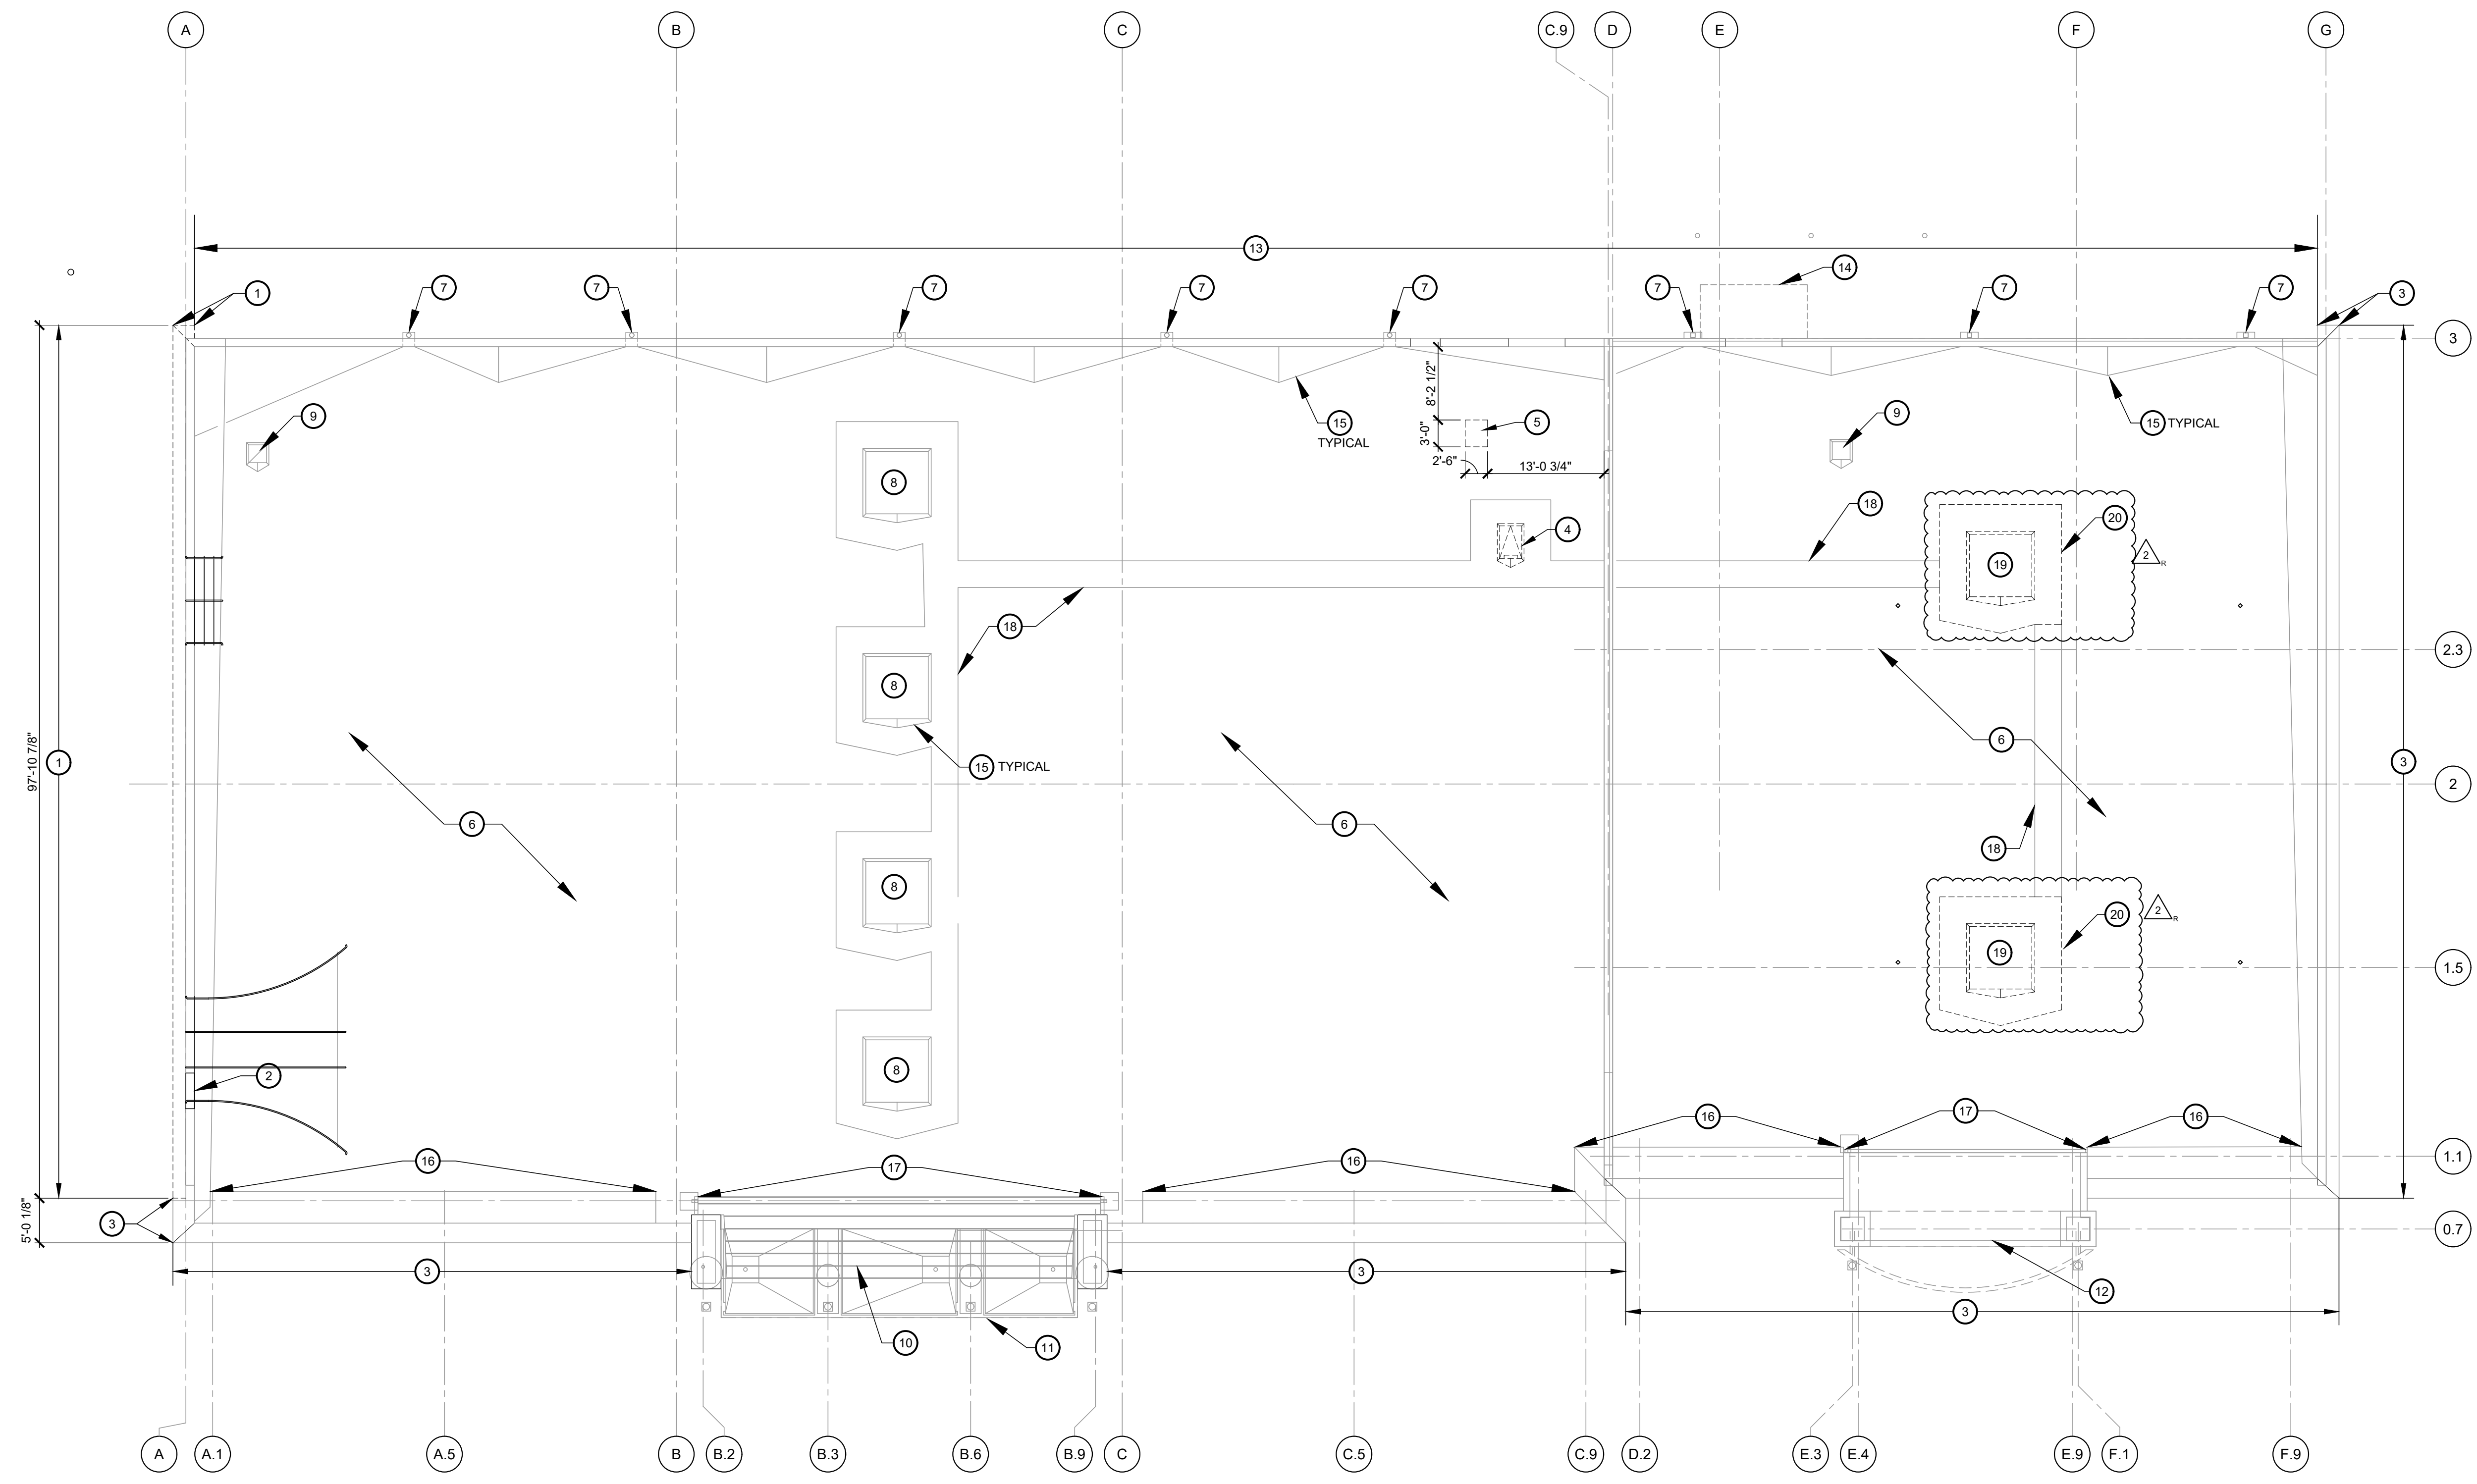 A
B
C
C.9
D
E
F
G
13
14
1
7
7
7
7
7
7
7
7
3
3
8'-2 1/2"
9
15
TYPICAL
5
9
15 TYPICAL
3'-0"
2'-6"
13'-0 3/4"
8
18
20
4
2
R
19
18
2.3
8
15 TYPICAL
6
97'-10 7/8"
1
3
2
6
6
18
8
20
2
R
19
1.5
8
2
16
17
16
16
17
16
1.1
5'-0 1/8"
3
0.7
3
3
12
3
10
11
A
A.1
A.5
B
B.2
B.3
B.6
B.9
C
C.5
C.9
D.2
E.3
E.4
E.9
F.1
F.9